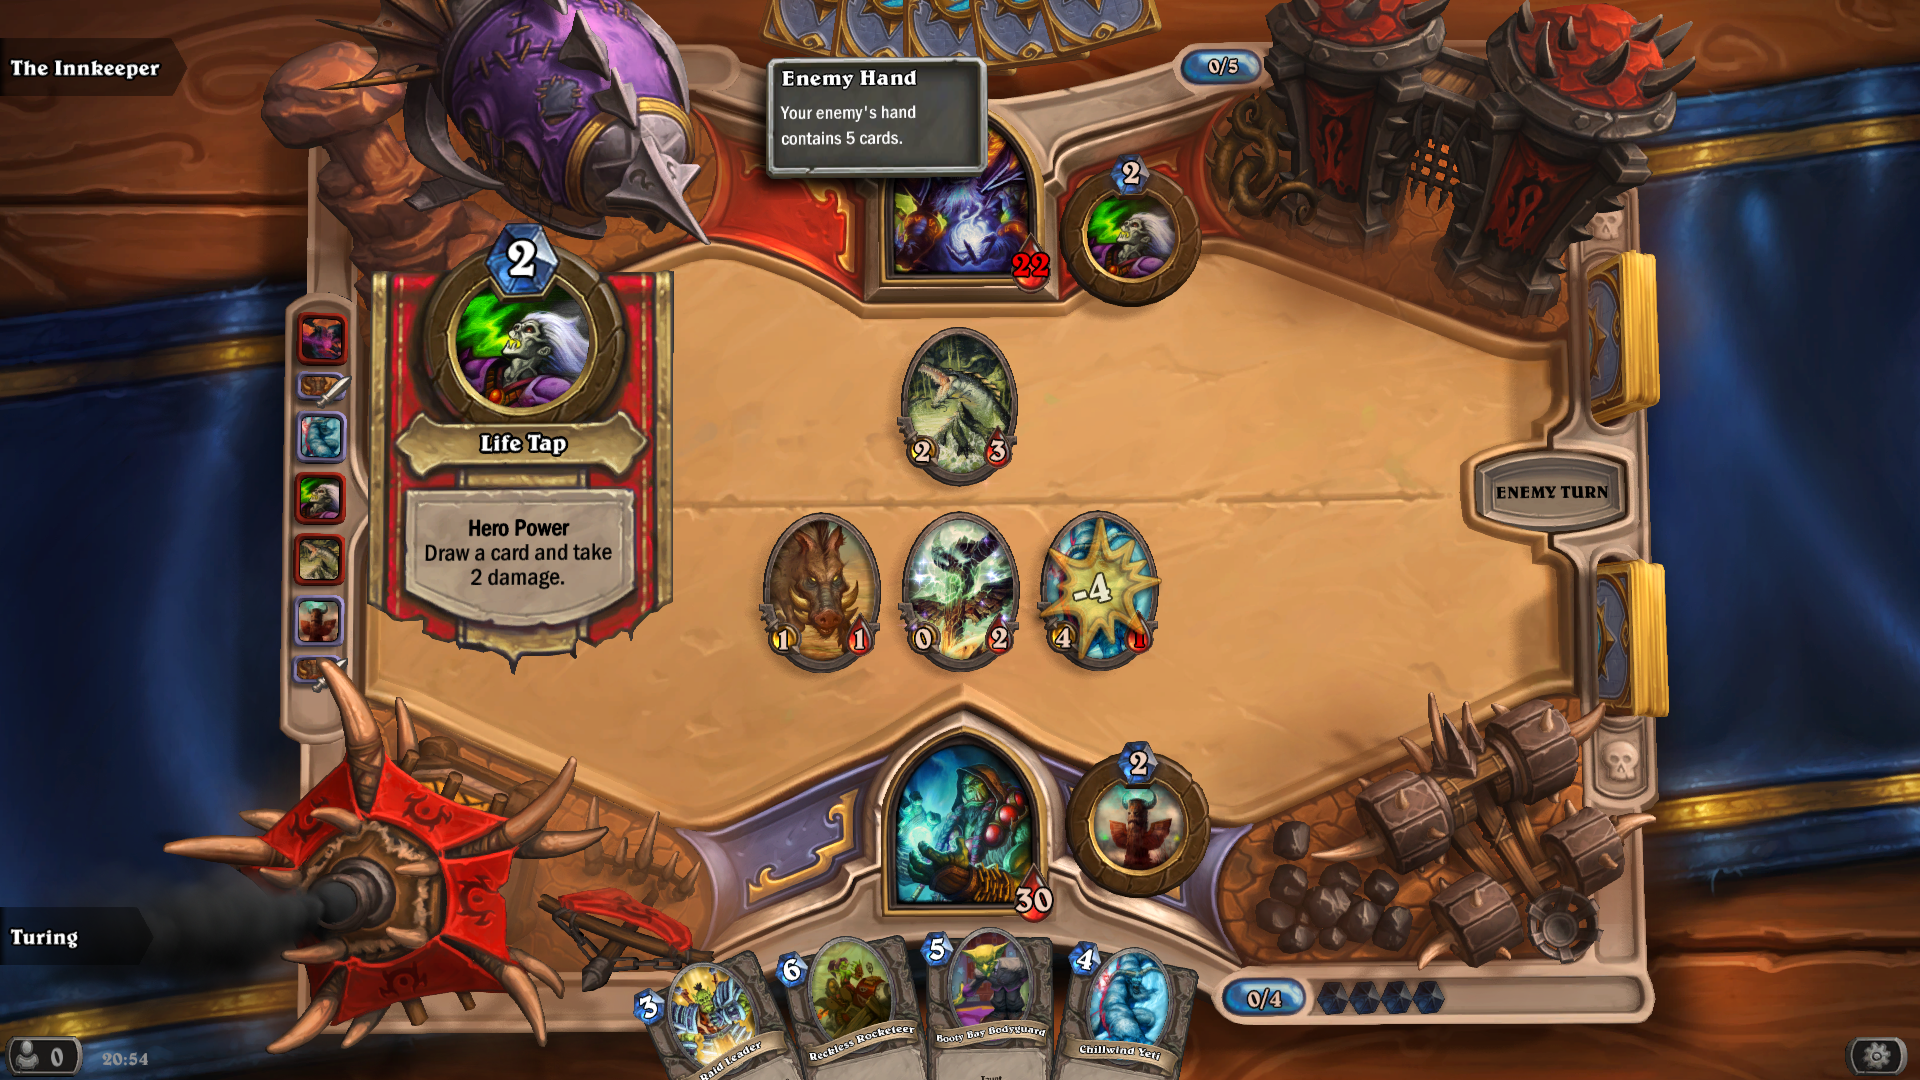 The Innkeeper
0/5
Enemy Hand
Your enemy's hand
contains 5 cards.
2
22
2
Life Tap
Hero Power
Draw a card and take
2 damage.
2
3
ENEMY TURN
-4
1
1
0
2
4
1
2
30
Turing
3
Raid Leader
6
Reckless Rocketeer
5
Booty Bay Bodyguard
Taunt
4
Chillwind Yeti
0/4
0
20:54